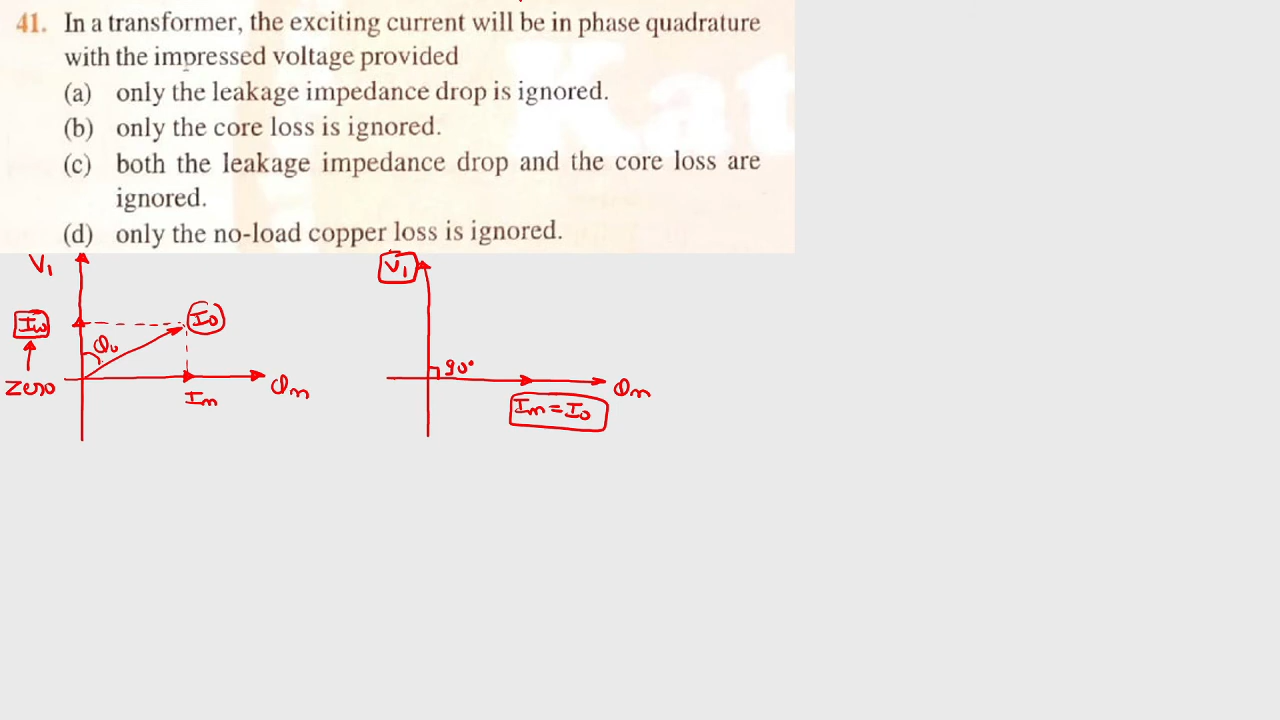 41. In a transformer, the exciting current will be in phase quadrature
with the impressed voltage provided
(a) only the leakage impedance drop is ignored.
(b) only the core loss is ignored.
(c) both the leakage impedance drop and the core loss are
ignored.
(d) only the no-load copper loss is ignored.
V₁
Iw
I₀
Φ₀
Zero
Im
Φm
V₁
90°
Φm
Im = I₀